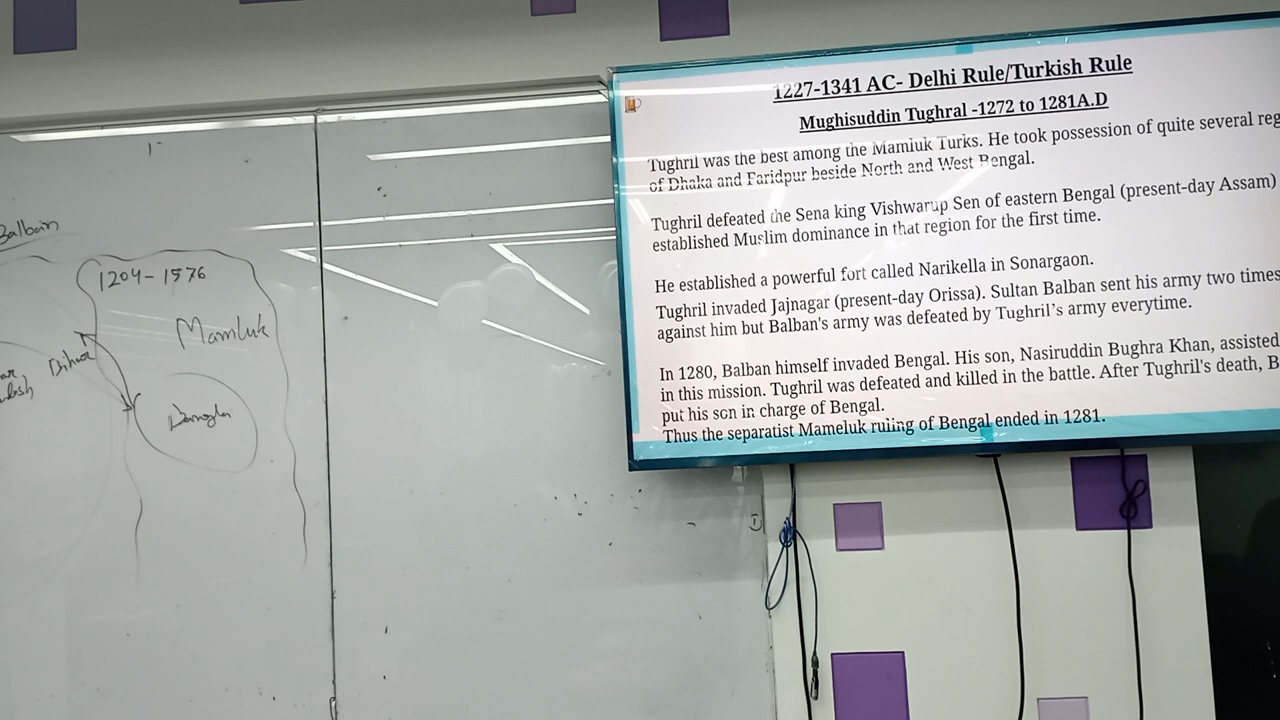 Balban
1204-1576
Mamluk
Bihar
Bangla
1227-1341 AC- Delhi Rule/Turkish Rule
Mughisuddin Tughral -1272 to 1281A.D
Tughril was the best among the Mamluk Turks. He took possession of quite several reg
of Dhaka and Faridpur beside North and West Bengal.
Tughril defeated the Sena king Vishwarup Sen of eastern Bengal (present-day Assam)
established Muslim dominance in that region for the first time.
He established a powerful fort called Narikella in Sonargaon.
Tughril invaded Jajnagar (present-day Orissa). Sultan Balban sent his army two times
against him but Balban's army was defeated by Tughril's army everytime.
In 1280, Balban himself invaded Bengal. His son, Nasiruddin Bughra Khan, assisted
in this mission. Tughril was defeated and killed in the battle. After Tughril's death, B
put his son in charge of Bengal.
Thus the separatist Mameluk ruling of Bengal ended in 1281.